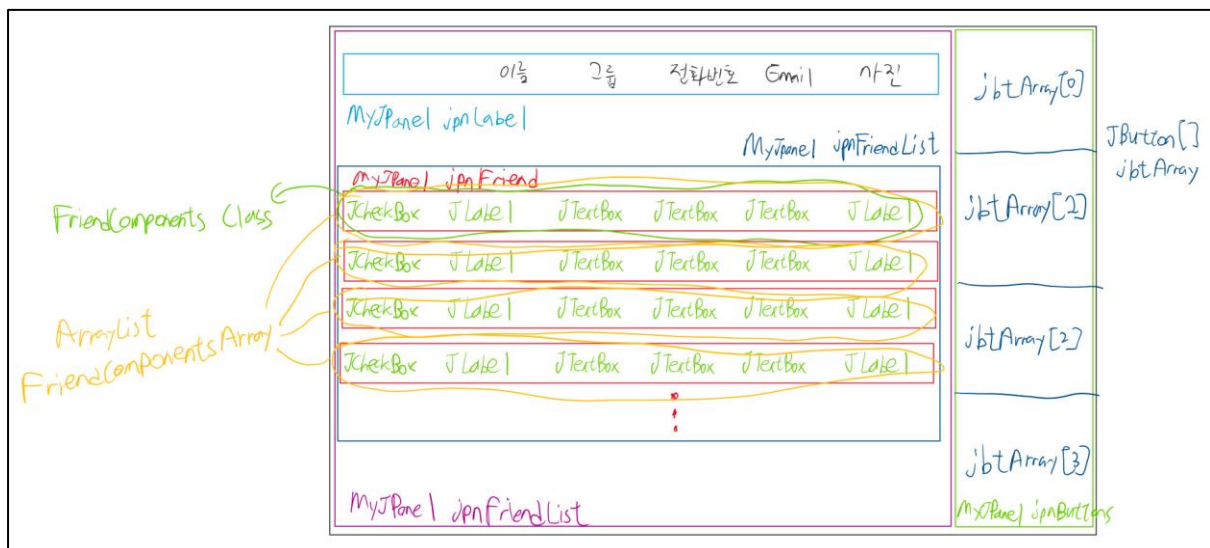 이름 그룹 전화번호 Email 사진
MyJPanel jpnLabel
MyJpanel jpnFriendList
MyJPanel jpnFriend
JCheckBox JLabel JTextBox JTextBox JTextBox JLabel
JCheckBox JLabel JTextBox JTextBox JTextBox JLabel
JCheckBox JLabel JTextBox JTextBox JTextBox JLabel
JCheckBox JLabel JTextBox JTextBox JTextBox JLabel
MyJPanel jpnFriendList
FriendComponents Class
ArrayList
FriendComponentsArray
jbtArray[0]
jbtArray[2]
jbtArray[2]
jbtArray[3]
MyJPanel jpnButtons
JButton[]
jbtArray